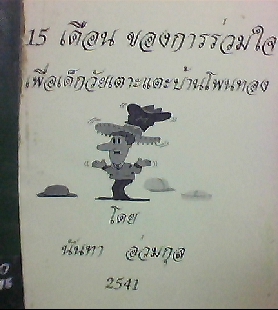 15 เดือน ของการร่วมใจ
เพื่อเด็กวัยเตาะแตะบ้านโพนทอง
โดย
นันทา อ่วมกุล
2541